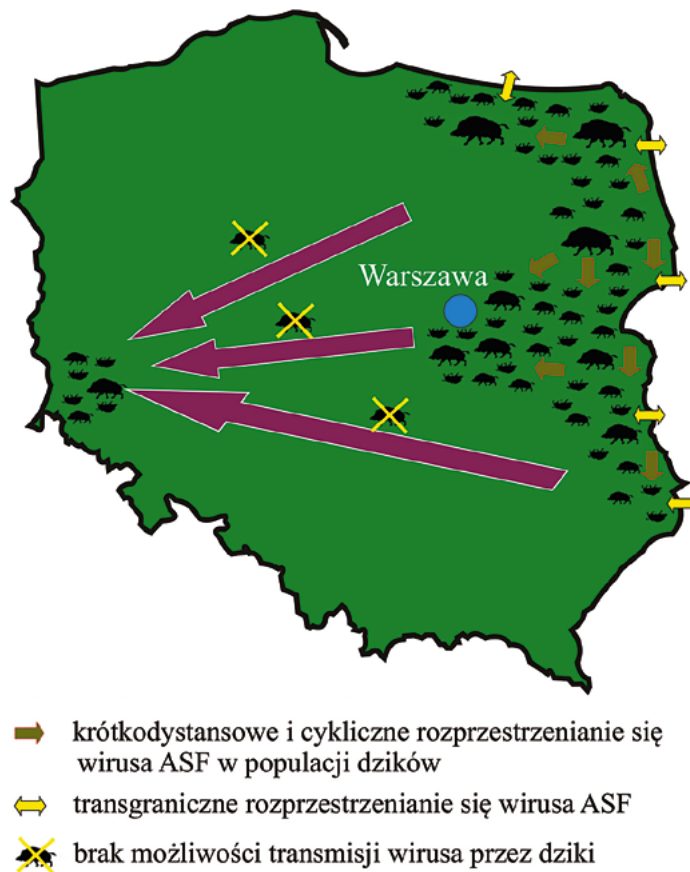 Warszawa
krótkodystansowe i cykliczne rozprzestrzenianie się
wirusa ASF w populacji dzików
transgraniczne rozprzestrzenianie się wirusa ASF
brak możliwości transmisji wirusa przez dziki